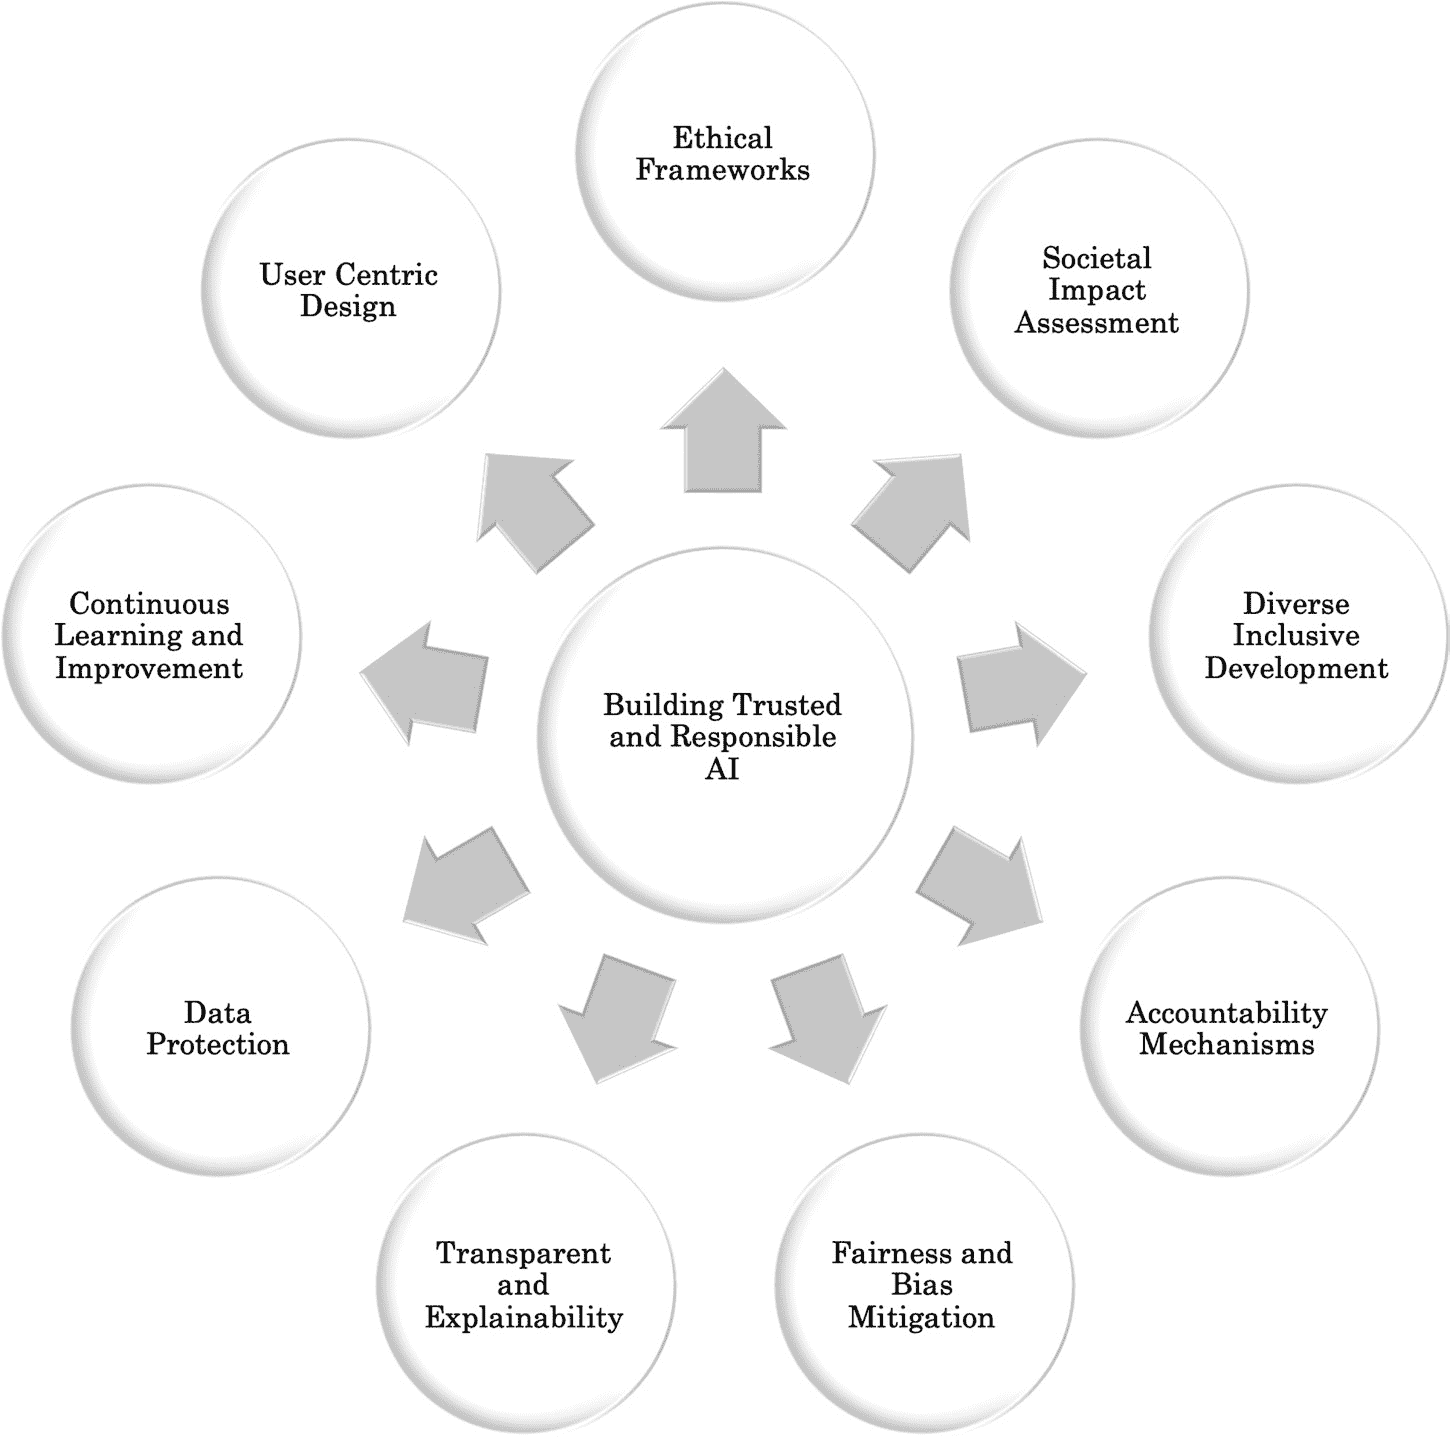 Ethical
Frameworks
Societal
Impact
Assessment
Diverse
Inclusive
Development
Accountability
Mechanisms
Fairness and
Bias
Mitigation
Transparent
and
Explainability
Data
Protection
Continuous
Learning and
Improvement
User Centric
Design
Building Trusted
and Responsible
AI